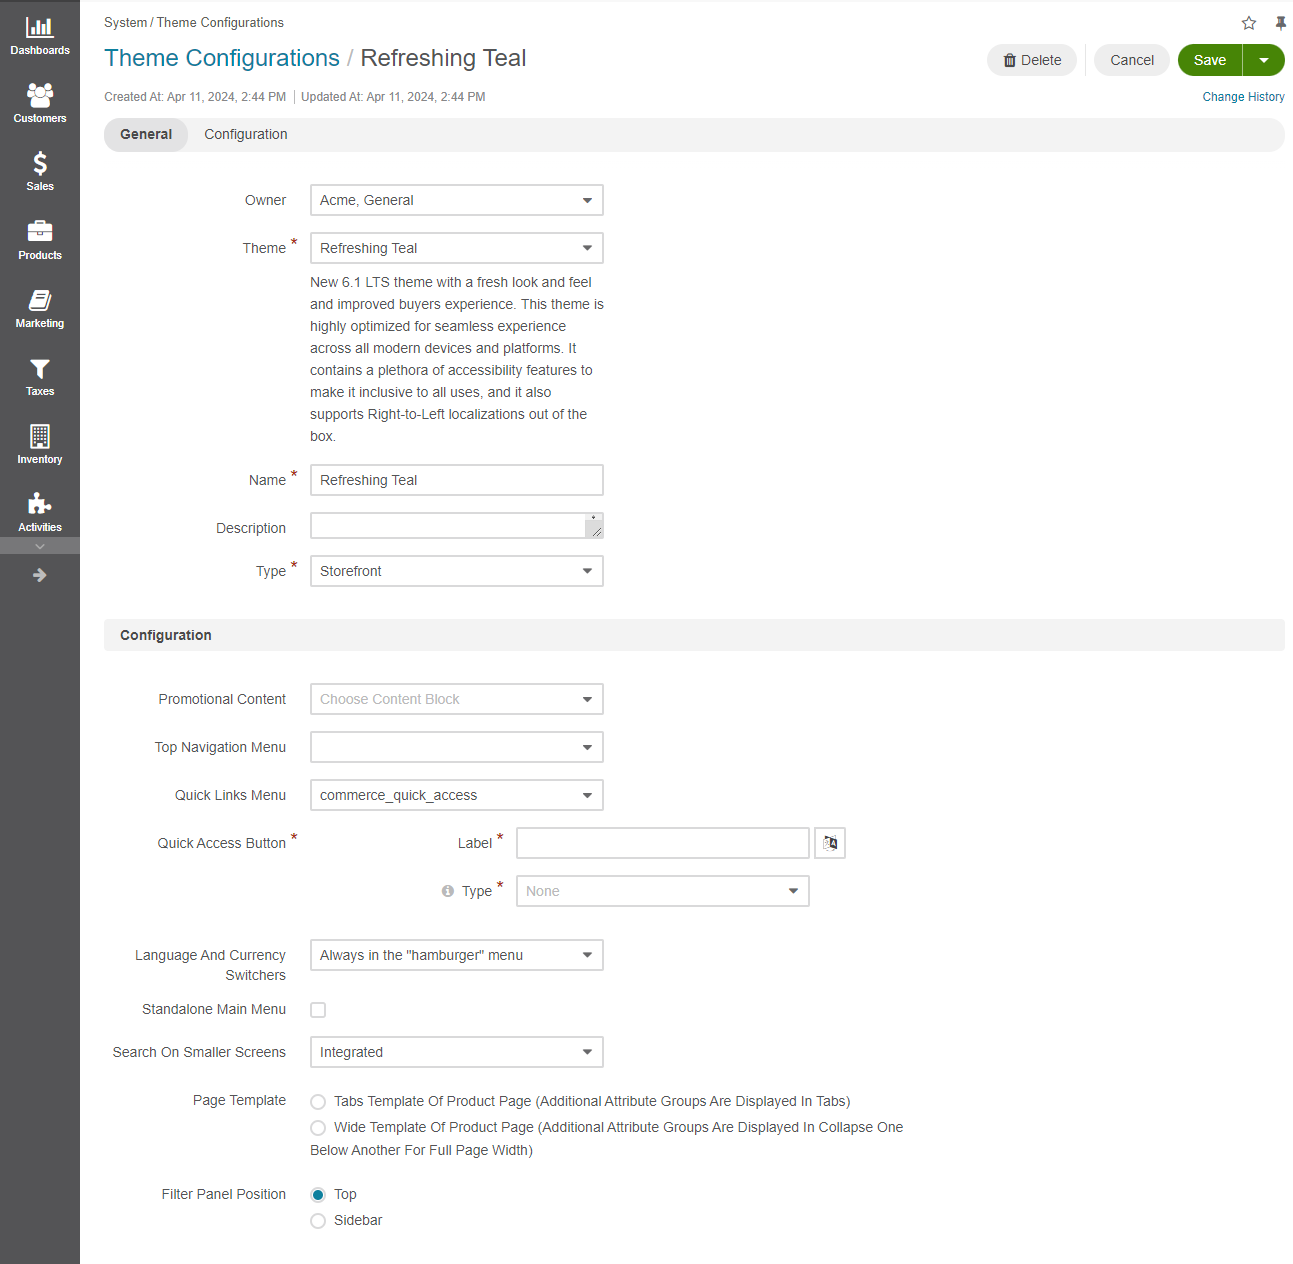 Dashboards
Customers
Sales
Products
Marketing
Taxes
Inventory
Activities
System / Theme Configurations
Theme Configurations / Refreshing Teal
Delete
Cancel
Save
Created At: Apr 11, 2024, 2:44 PM | Updated At: Apr 11, 2024, 2:44 PM
Change History
General
Configuration
Owner
Acme, General
Theme *
Refreshing Teal
New 6.1 LTS theme with a fresh look and feel
and improved buyers experience. This theme is
highly optimized for seamless experience
across all modern devices and platforms. It
contains a plethora of accessibility features to
make it inclusive to all uses, and it also
supports Right-to-Left localizations out of the
box.
Name *
Refreshing Teal
Description
Type *
Storefront
Configuration
Promotional Content
Choose Content Block
Top Navigation Menu
Quick Links Menu
commerce_quick_access
Quick Access Button *
Label *
Type *
None
Language And Currency
Switchers
Always in the "hamburger" menu
Standalone Main Menu
Search On Smaller Screens
Integrated
Page Template
Tabs Template Of Product Page (Additional Attribute Groups Are Displayed In Tabs)
Wide Template Of Product Page (Additional Attribute Groups Are Displayed In Collapse One
Below Another For Full Page Width)
Filter Panel Position
Top
Sidebar